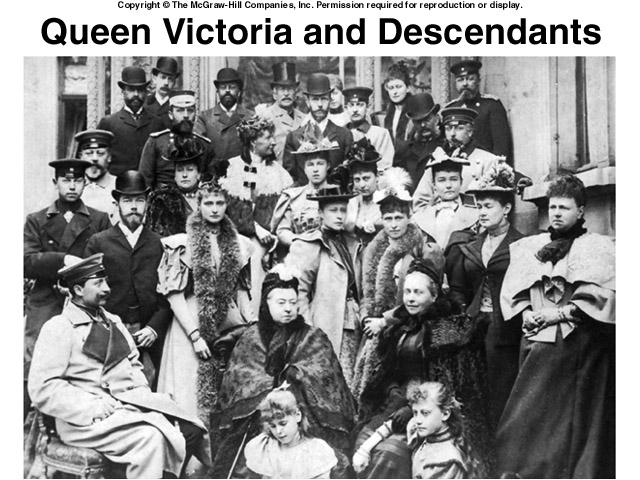 Copyright © The McGraw-Hill Companies, Inc. Permission required for reproduction or display.
Queen Victoria and Descendants